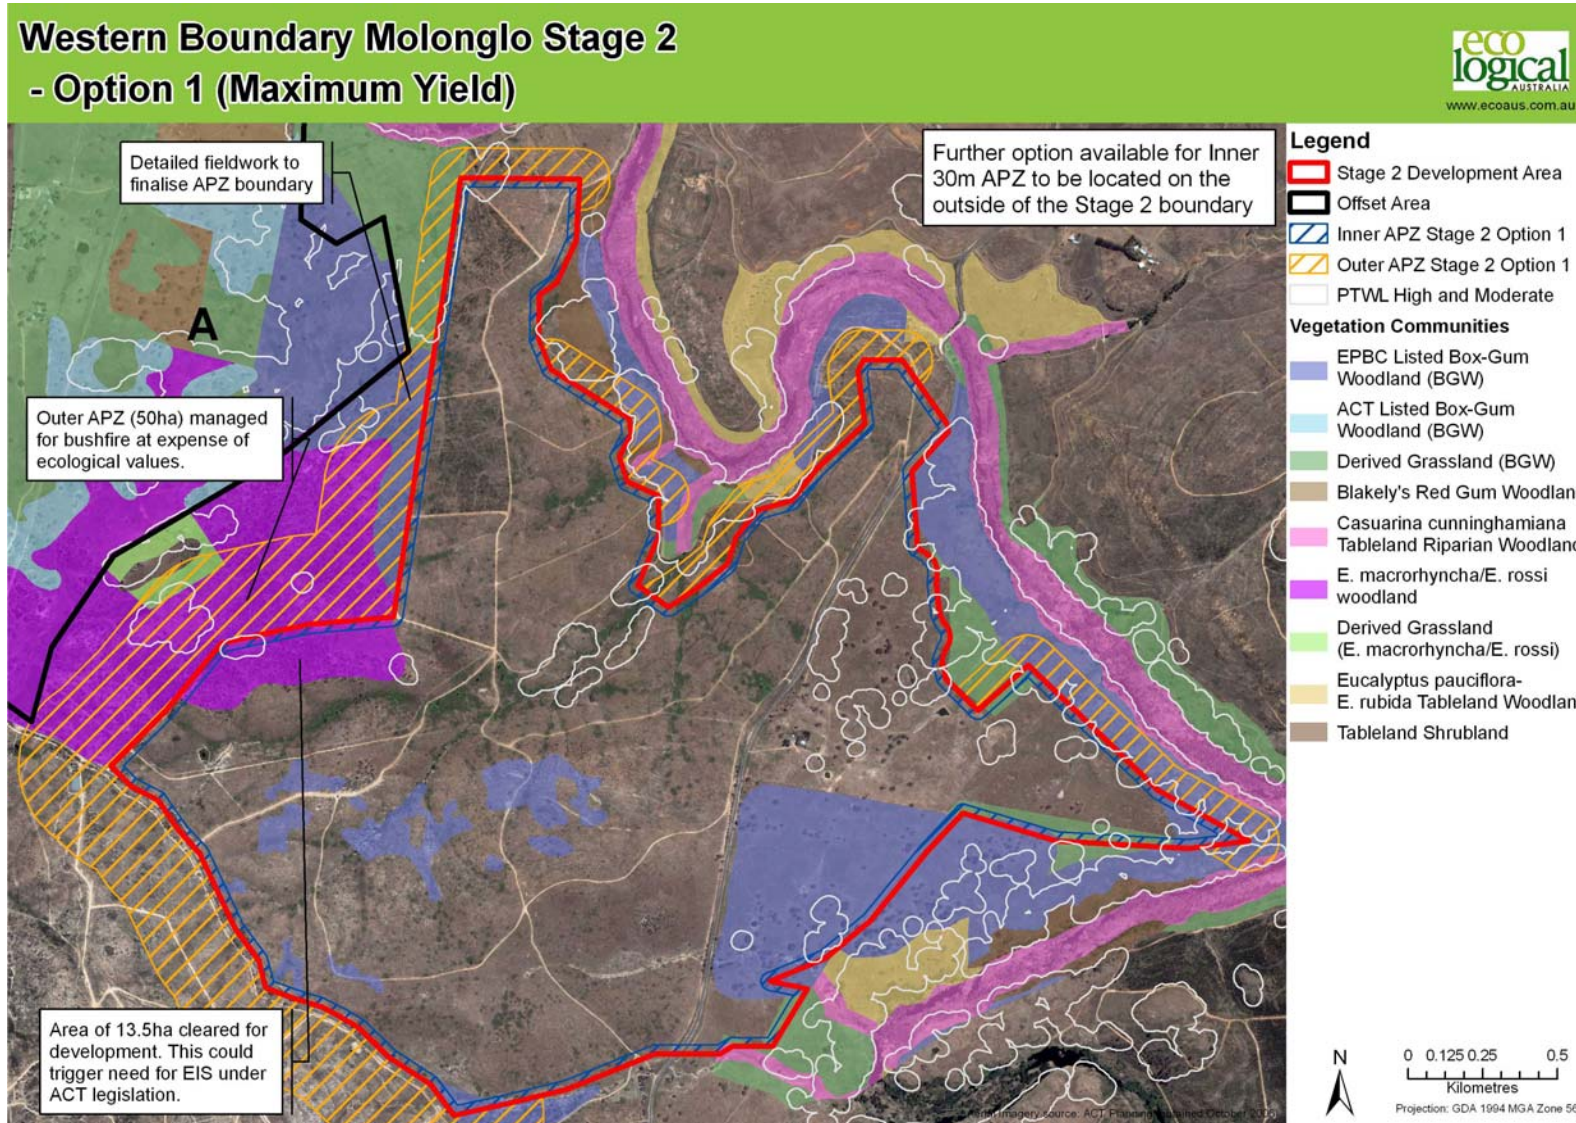 Western Boundary Molonglo Stage 2
- Option 1 (Maximum Yield)
eco
logical
AUSTRALIA
www.ecoaus.com.au
Detailed fieldwork to
finalise APZ boundary
Further option available for Inner
30m APZ to be located on the
outside of the Stage 2 boundary
A
Outer APZ (50ha) managed
for bushfire at expense of
ecological values.
Area of 13.5ha cleared for
development. This could
trigger need for EIS under
ACT legislation.
Legend
Stage 2 Development Area
Offset Area
Inner APZ Stage 2 Option 1
Outer APZ Stage 2 Option 1
PTWL High and Moderate
Vegetation Communities
EPBC Listed Box-Gum
Woodland (BGW)
ACT Listed Box-Gum
Woodland (BGW)
Derived Grassland (BGW)
Blakely's Red Gum Woodlan
Casuarina cunninghamiana
Tableland Riparian Woodland
E. macrorhyncha/E. rossi
woodland
Derived Grassland
(E. macrorhyncha/E. rossi)
Eucalyptus pauciflora-
E. rubida Tableland Woodlan
Tableland Shrubland
N
0 0.125 0.25 0.5
Kilometres
Projection: GDA 1994 MGA Zone 56
imagery source: ACT Planning October